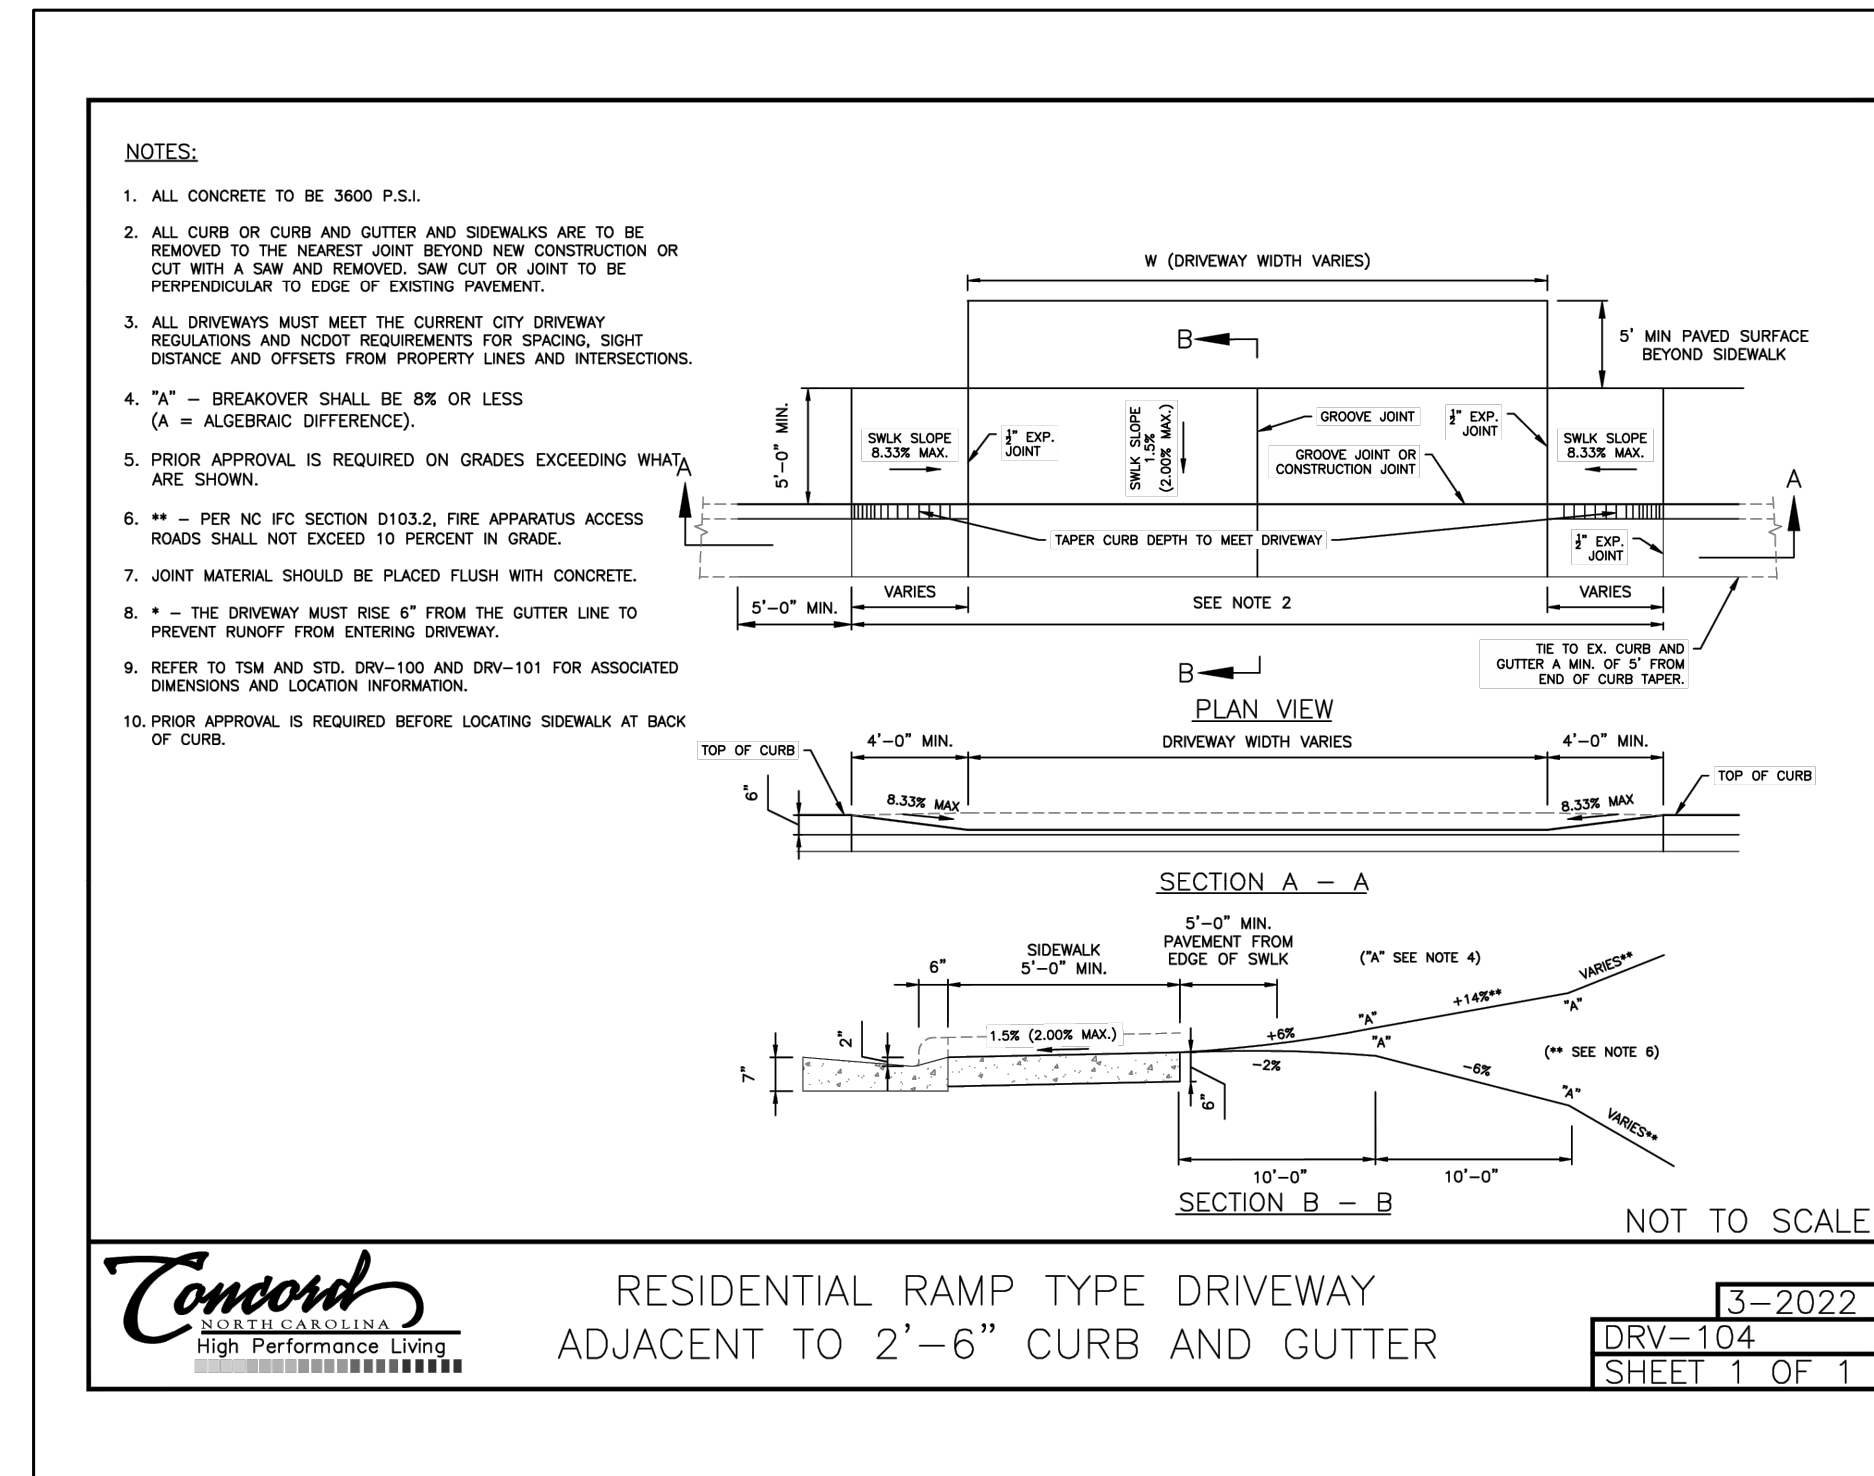 NOTES:
1. ALL CONCRETE TO BE 3600 P.S.I.
2. ALL CURB OR CURB AND GUTTER AND SIDEWALKS ARE TO BE
REMOVED TO THE NEAREST JOINT BEYOND NEW CONSTRUCTION OR
CUT WITH A SAW AND REMOVED. SAW CUT OR JOINT TO BE
PERPENDICULAR TO EDGE OF EXISTING PAVEMENT.
3. ALL DRIVEWAYS MUST MEET THE CURRENT CITY DRIVEWAY
REGULATIONS AND NCDOT REQUIREMENTS FOR SPACING, SIGHT
DISTANCE AND OFFSETS FROM PROPERTY LINES AND INTERSECTIONS.
4. "A" – BREAKOVER SHALL BE 8% OR LESS
(A = ALGEBRAIC DIFFERENCE).
5. PRIOR APPROVAL IS REQUIRED ON GRADES EXCEEDING WHAT
ARE SHOWN.
6. ** – PER NC IFC SECTION D103.2, FIRE APPARATUS ACCESS
ROADS SHALL NOT EXCEED 10 PERCENT IN GRADE.
7. JOINT MATERIAL SHOULD BE PLACED FLUSH WITH CONCRETE.
8. * – THE DRIVEWAY MUST RISE 6" FROM THE GUTTER LINE TO
PREVENT RUNOFF FROM ENTERING DRIVEWAY.
9. REFER TO TSM AND STD. DRV–100 AND DRV–101 FOR ASSOCIATED
DIMENSIONS AND LOCATION INFORMATION.
10. PRIOR APPROVAL IS REQUIRED BEFORE LOCATING SIDEWALK AT BACK
OF CURB.
W (DRIVEWAY WIDTH VARIES)
B
5' MIN PAVED SURFACE
BEYOND SIDEWALK
5'–0" MIN.
SWLK SLOPE
8.33% MAX.
½" EXP.
JOINT
SWLK SLOPE
1.5%
(2.00% MAX.)
GROOVE JOINT
GROOVE JOINT OR
CONSTRUCTION JOINT
½" EXP.
JOINT
SWLK SLOPE
8.33% MAX.
A
A
TAPER CURB DEPTH TO MEET DRIVEWAY
½" EXP.
JOINT
5'–0" MIN.
VARIES
SEE NOTE 2
VARIES
TIE TO EX. CURB AND
GUTTER A MIN. OF 5' FROM
END OF CURB TAPER.
B
PLAN VIEW
TOP OF CURB
4'–0" MIN.
DRIVEWAY WIDTH VARIES
4'–0" MIN.
TOP OF CURB
6"
8.33% MAX
8.33% MAX
SECTION A – A
6"
SIDEWALK
5'–0" MIN.
5'–0" MIN.
PAVEMENT FROM
EDGE OF SWLK
("A" SEE NOTE 4)
VARIES**
+14%**
"A"
"A"
+6%
"A"
1.5% (2.00% MAX.)
2"
7"
6"
–2%
–6%
(** SEE NOTE 6)
"A"
VARIES**
10'–0"
10'–0"
SECTION B – B
NOT TO SCALE
Concord
NORTH CAROLINA
High Performance Living
RESIDENTIAL RAMP TYPE DRIVEWAY
ADJACENT TO 2'–6" CURB AND GUTTER
3–2022
DRV–104
SHEET 1 OF 1